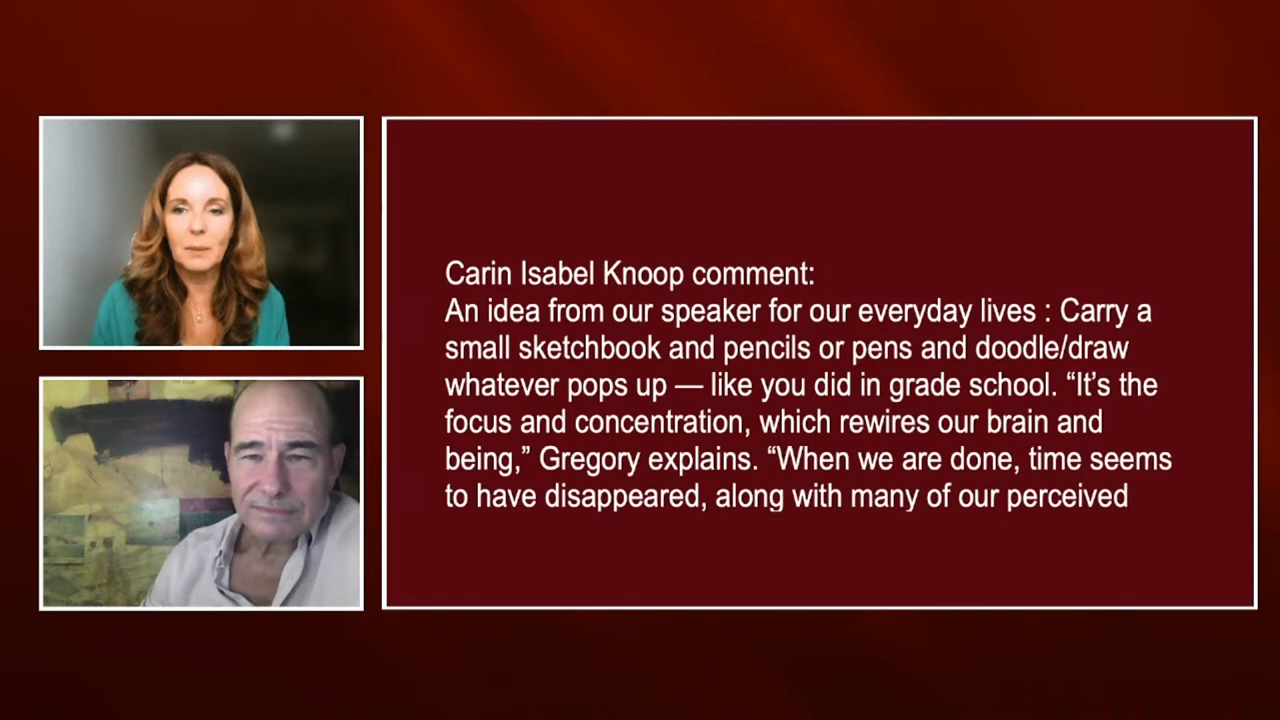 Carin Isabel Knoop comment:
An idea from our speaker for our everyday lives : Carry a
small sketchbook and pencils or pens and doodle/draw
whatever pops up — like you did in grade school. “It’s the
focus and concentration, which rewires our brain and
being,” Gregory explains. “When we are done, time seems
to have disappeared, along with many of our perceived